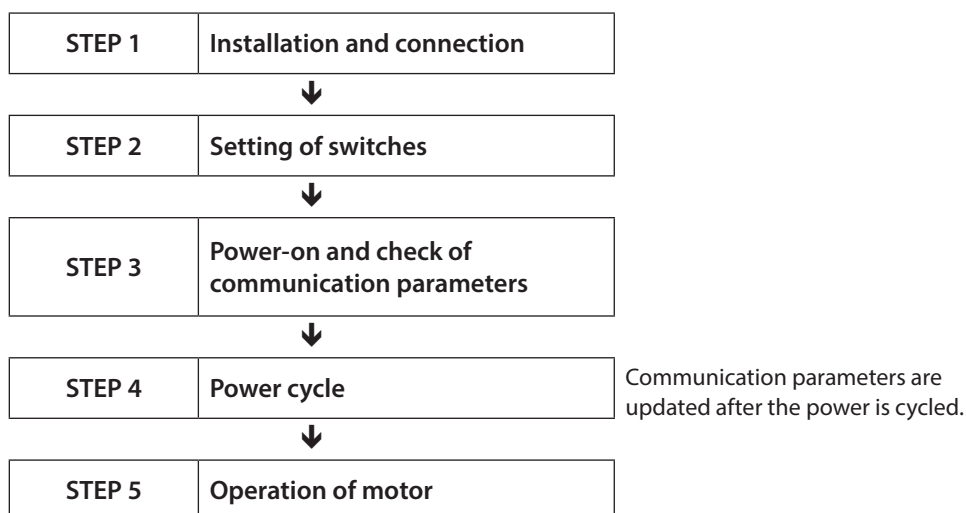 STEP 1 Installation and connection
STEP 2 Setting of switches
STEP 3 Power-on and check of
communication parameters
STEP 4 Power cycle
Communication parameters are
updated after the power is cycled.
STEP 5 Operation of motor